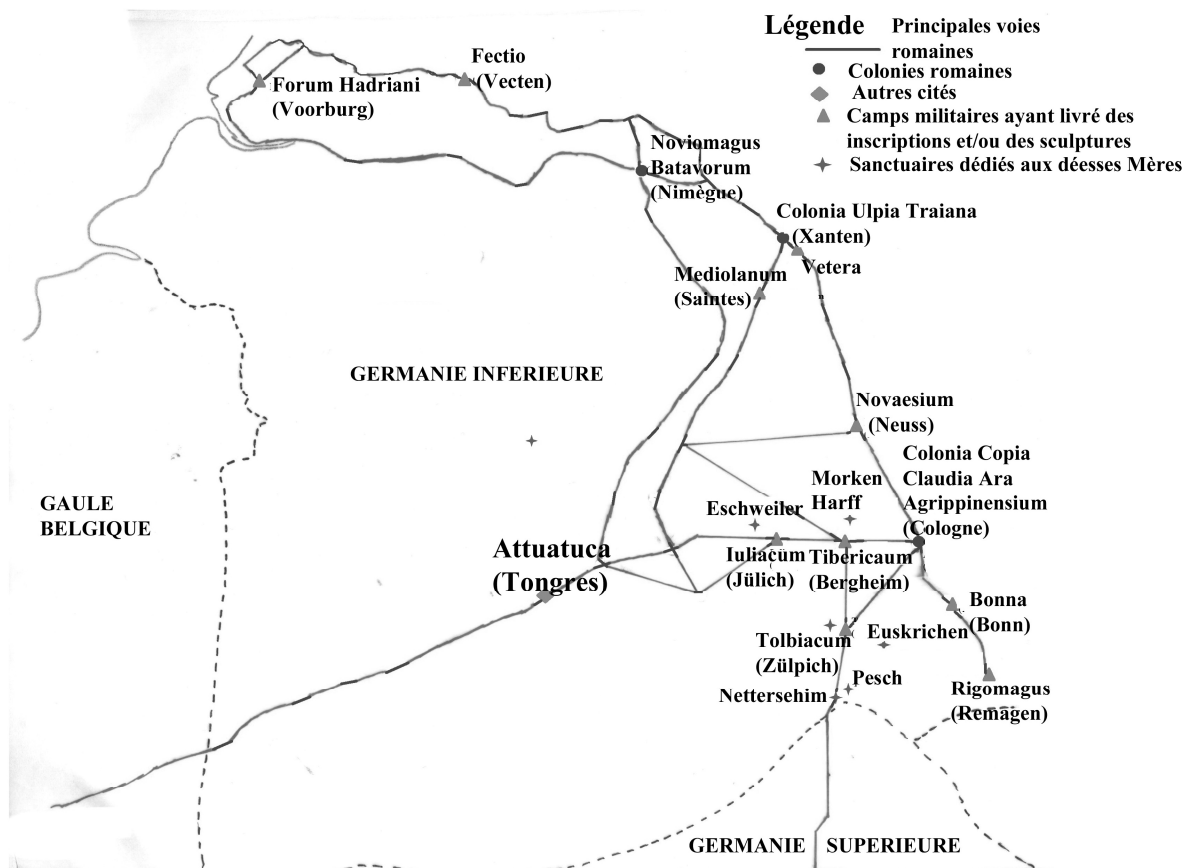 Légende
Principales voies
romaines
Colonies romaines
Autres cités
Camps militaires ayant livré des
inscriptions et/ou des sculptures
Sanctuaires dédiés aux déesses Mères
Fectio
(Vecten)
Forum Hadriani
(Voorburg)
Noviomagus
Batavorum
(Nimègue)
Colonia Ulpia Traiana
(Xanten)
Vetera
Mediolanum
(Saintes)
GERMANIE INFERIEURE
Novaesium
(Neuss)
Colonia Copia
Claudia Ara
Agrippinensium
(Cologne)
Morken
Harff
Eschweiler
GAULE
BELGIQUE
Attuatuca
(Tongres)
Iuliacum
(Jülich)
Tibericaum
(Bergheim)
Bonna
(Bonn)
Tolbiacum
(Zülpich)
Euskrichen
Pesch
Nettersehim
Rigomagus
(Remagen)
GERMANIE SUPERIEURE